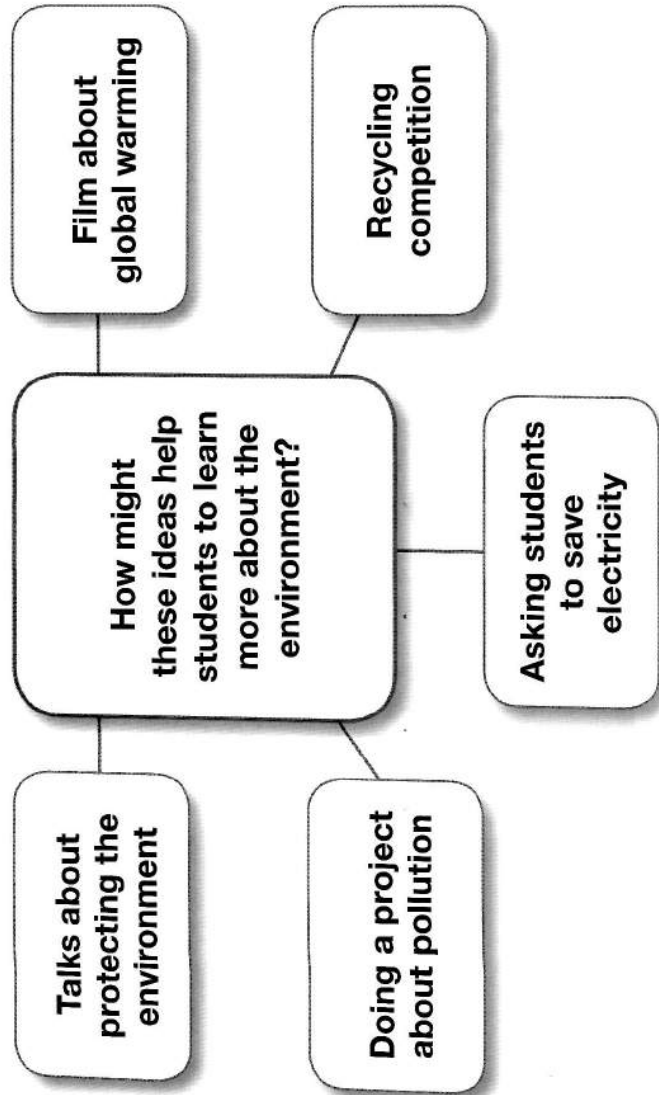 How might
these ideas help
students to learn
more about the
environment?
Talks about
protecting the
environment
Film about
global warming
Doing a project
about pollution
Recycling
competition
Asking students
to save
electricity